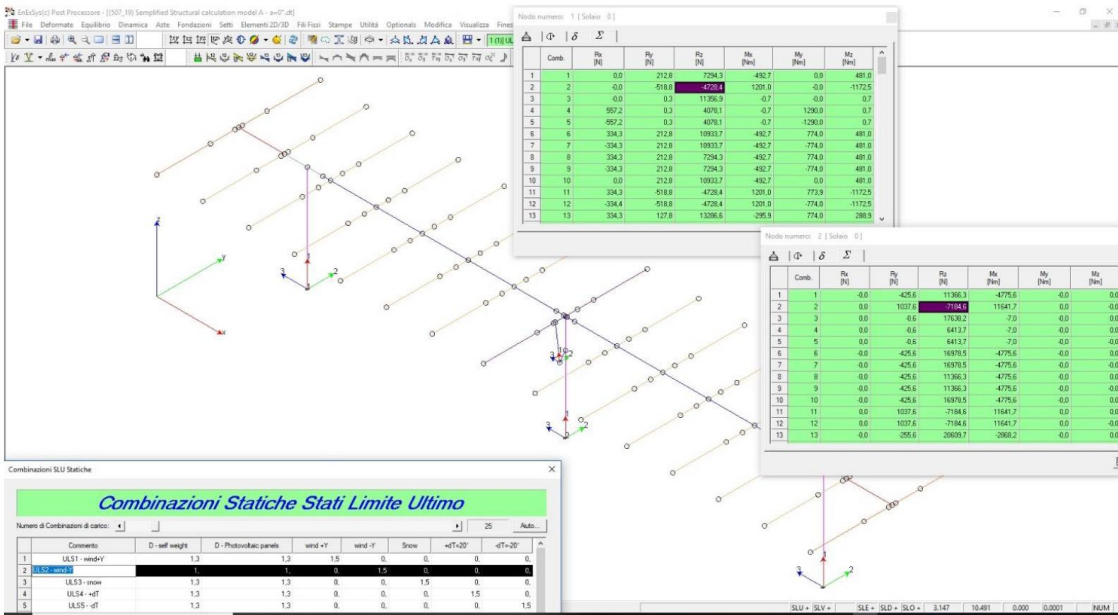 EnExSys(c) Post Processore - [(507_19) Semplified Structural calculation model A - a=0°.dt]
File Deformate Equilibrio Dinamica Aste Fondazioni Setti Elementi 2D/3D Fili Fissi Stampe Utilità Optionals Modifica Visualizza Fines
1 (1) UL
z
y
x
3
2
1
3
2
1
3
2
1
3
2
Node numero: 1 [ Solaio 0 ]
δ Σ
Comb. Rx [N] Ry [N] Rz [N] Mx [Nm] My [Nm] Mz [Nm]
1 1 0,0 212,8 7294,3 -492,7 0,0 481,0
2 2 -0,0 -518,8 -4728,4 1201,0 -0,0 -1172,5
3 3 -0,0 0,3 11356,9 -0,7 -0,0 0,7
4 4 557,2 0,3 4078,1 -0,7 1290,0 0,7
5 5 -557,2 0,3 4078,1 -0,7 -1290,0 0,7
6 6 334,3 212,8 10933,7 -492,7 774,0 481,0
7 7 -334,3 212,8 10933,7 -492,7 -774,0 481,0
8 8 334,3 212,8 7294,3 -492,7 774,0 481,0
9 9 -334,3 212,8 7294,3 -492,7 -774,0 481,0
10 10 0,0 212,8 10933,7 -492,7 0,0 481,0
11 11 334,3 -518,8 -4728,4 1201,0 773,9 -1172,5
12 12 -334,4 -518,8 -4728,4 1201,0 -774,0 -1172,5
13 13 334,3 127,8 13286,6 -295,9 774,0 288,9
Node numero: 2 [ Solaio 0 ]
δ Σ
Comb. Rx [N] Ry [N] Rz [N] Mx [Nm] My [Nm] Mz [Nm]
1 1 -0,0 -425,6 11366,3 -4775,6 -0,0 0,0
2 2 0,0 1037,6 -7184,6 11641,7 0,0 -0,0
3 3 0,0 -0,6 17638,2 -7,0 -0,0 0,0
4 4 0,0 -0,6 6413,7 -7,0 -0,0 0,0
5 5 0,0 -0,6 6413,7 -7,0 -0,0 0,0
6 6 -0,0 -425,6 16978,5 -4775,6 -0,0 0,0
7 7 -0,0 -425,6 16978,5 -4775,6 -0,0 0,0
8 8 -0,0 -425,6 11366,3 -4775,6 -0,0 0,0
9 9 -0,0 -425,6 11366,3 -4775,6 -0,0 0,0
10 10 -0,0 -425,6 16978,5 -4775,6 -0,0 0,0
11 11 0,0 1037,6 -7184,6 11641,7 0,0 -0,0
12 12 0,0 1037,6 -7184,6 11641,7 0,0 -0,0
13 13 -0,0 -255,6 20609,7 -2868,2 -0,0 0,0
Combinazioni SLU Statiche
Combinazioni Statiche Stati Limite Ultimo
Numero di Combinazioni di carico: 25 Auto...
Commento D - self weight D - Photovoltaic panels wind +Y wind -Y Snow +dT=20° -dT=-20°
1 ULS1 - wind+Y 1,3 1,3 1,5 0, 0, 0, 0,
2 ULS2 - wind-Y 1, 1, 0, 1,5 0, 0, 0,
3 ULS3 - snow 1,3 1,3 0, 0, 1,5 0, 0,
4 ULS4 - +dT 1,3 1,3 0, 0, 0, 1,5 0,
5 ULS5 - -dT 1,3 1,3 0, 0, 0, 0, 1,5
SLU + SLV + SLE + SLD + SLO + 3.147 10.491 0.000 0.0001 NUM